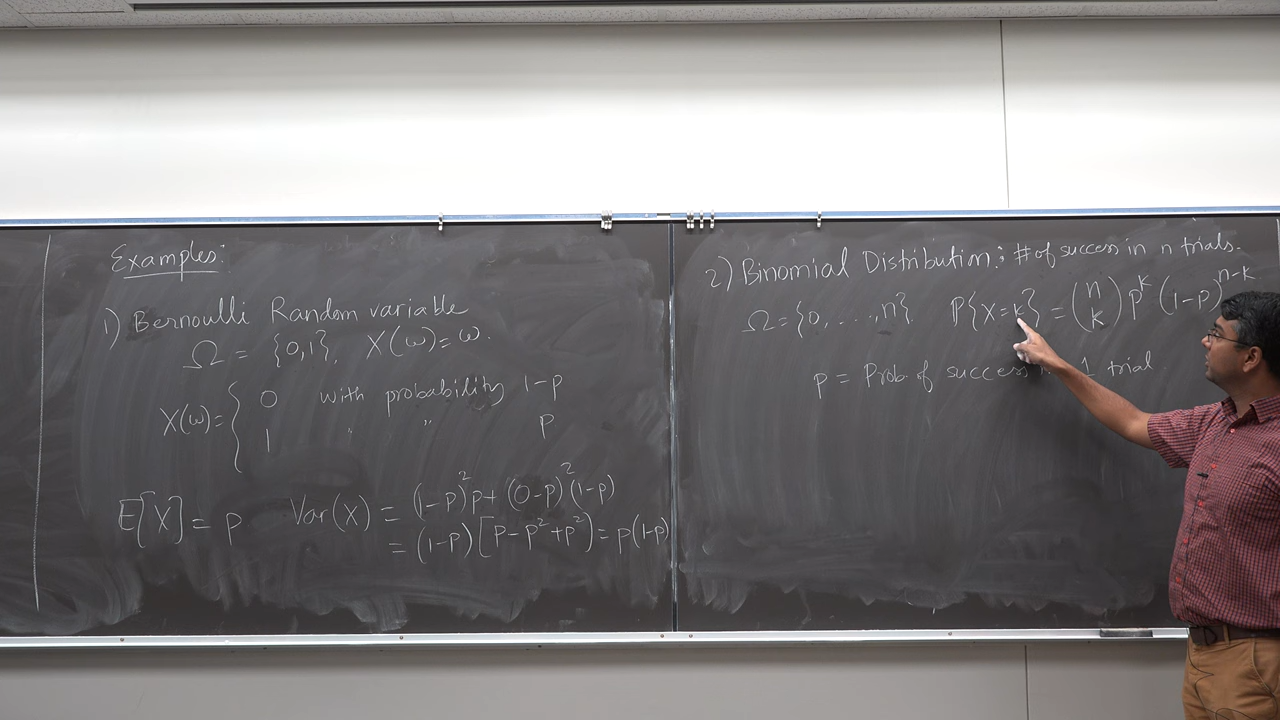 Examples:
1) Bernoulli Random variable
Ω = {0,1}, X(ω)=ω.
X(ω)= { 0 with probability 1-p
1 " " p
E[X] = p Var(X) = (1-p)²p + (0-p)²(1-p)
= (1-p)[p-p²+p²] = p(1-p)
2) Binomial Distribution: # of success in n trials.
Ω = {0, ...., n}. P{X=k} = (n k) p^k (1-p)^n-k
p = Prob. of success 1 trial.